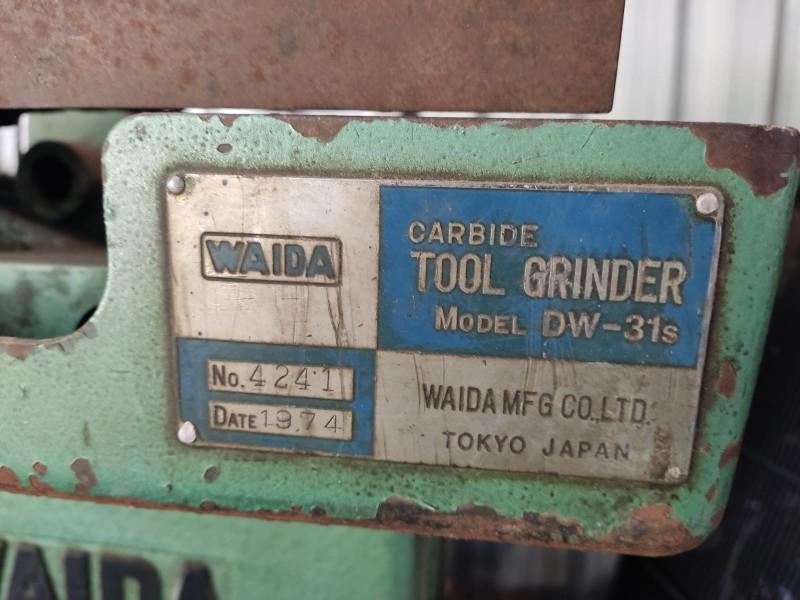 WAIDA
CARBIDE
TOOL GRINDER
MODEL DW-31s
No. 4241
DATE 1974
WAIDA MFG CO., LTD.
TOKYO JAPAN
WAIDA